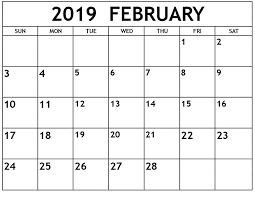 2019 FEBRUARY
SUN MON TUE WED THU FRI SAT
1 2
3 4 5 6 7 8 9
10 11 12 13 14 15 16
17 18 19 20 21 22 23
24 25 26 27 28